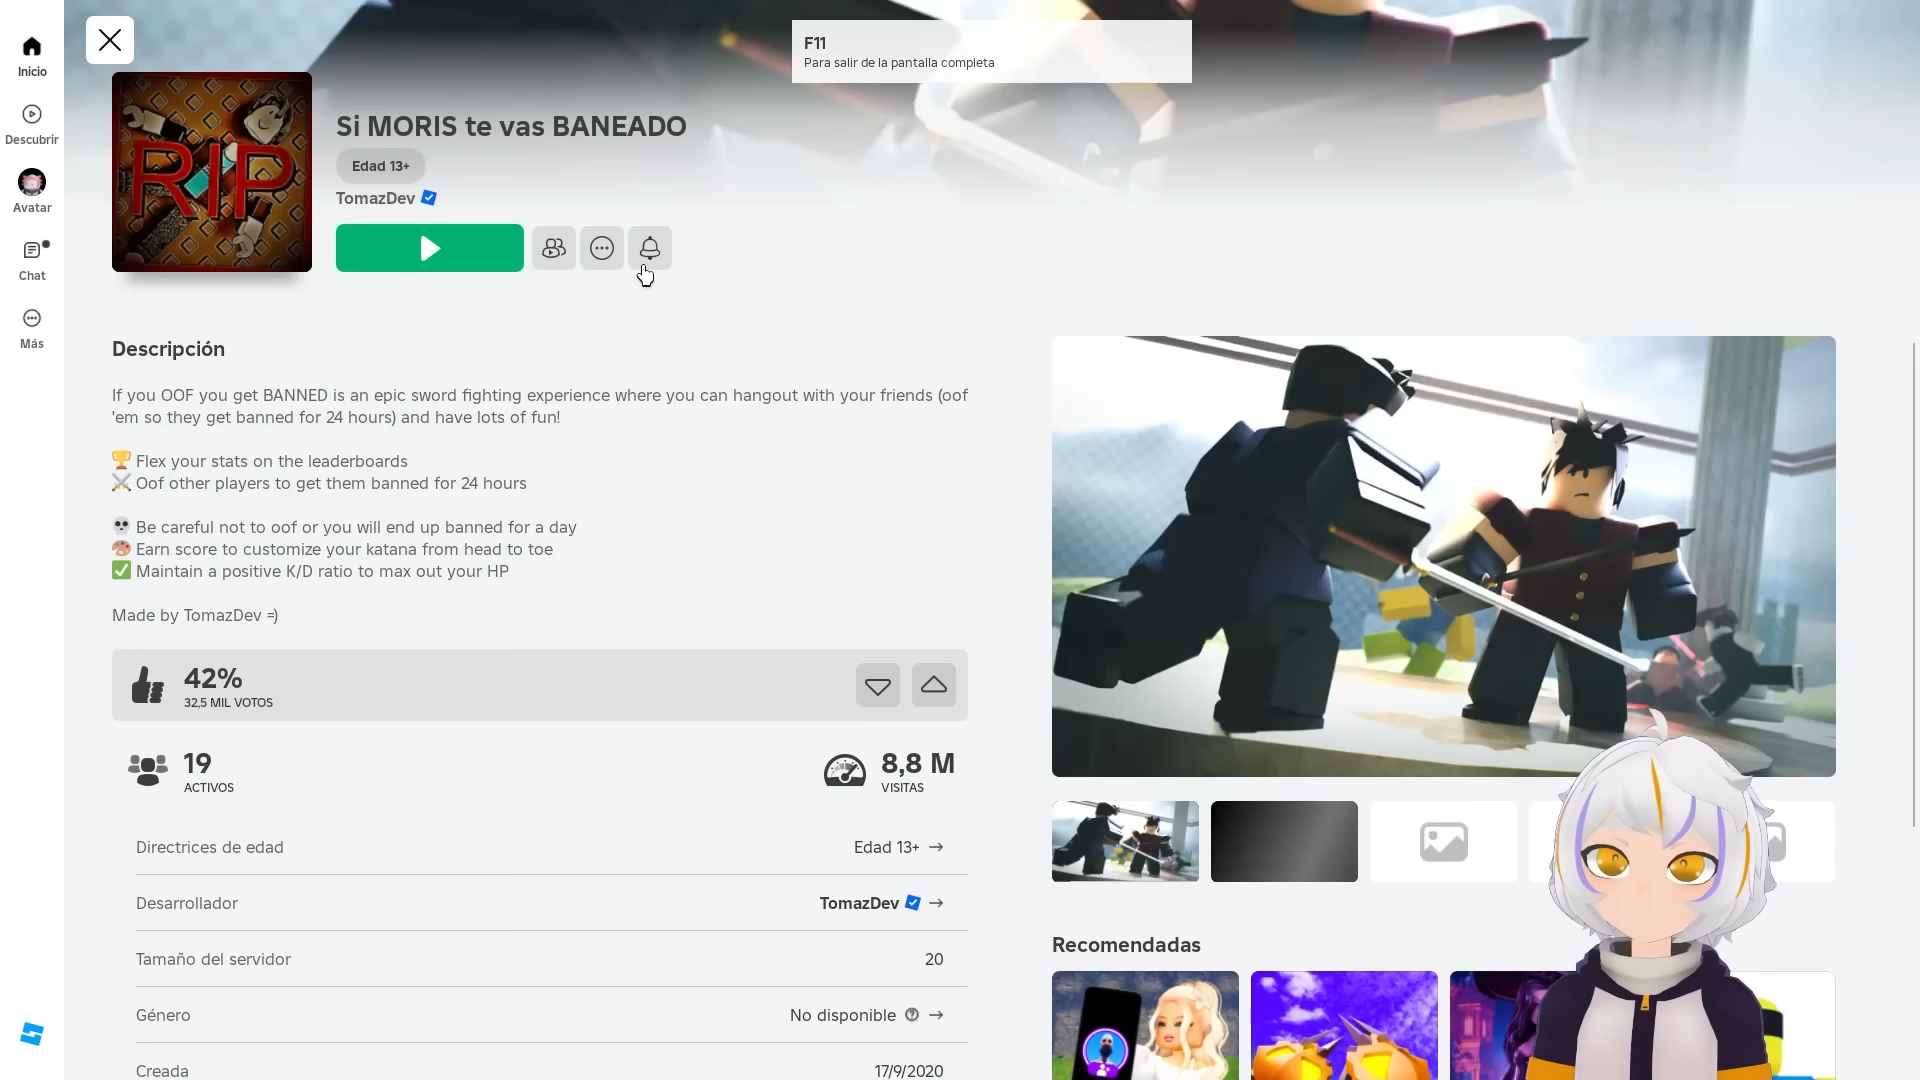 Inicio
Descubrir
Avatar
Chat
Más
F11
Para salir de la pantalla completa
RIP
Si MORIS te vas BANEADO
Edad 13+
TomazDev
Descripción
If you OOF you get BANNED is an epic sword fighting experience where you can hangout with your friends (oof
'em so they get banned for 24 hours) and have lots of fun!
🏆 Flex your stats on the leaderboards
⚔️ Oof other players to get them banned for 24 hours
💀 Be careful not to oof or you will end up banned for a day
🎨 Earn score to customize your katana from head to toe
✅ Maintain a positive K/D ratio to max out your HP
Made by TomazDev =)
42%
32,5 MIL VOTOS
19
ACTIVOS
8,8 M
VISITAS
Directrices de edad
Edad 13+
Desarrollador
TomazDev
Tamaño del servidor
20
Género
No disponible
Creada
17/9/2020
Recomendadas